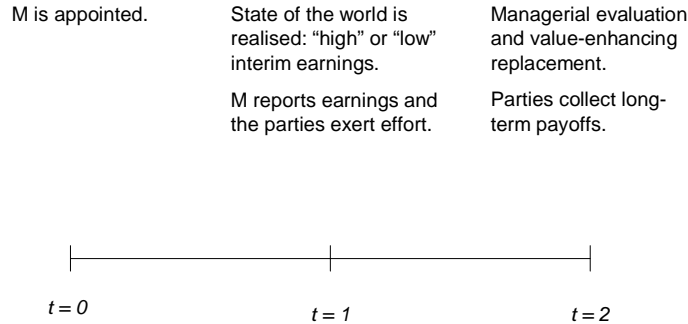 M is appointed.
State of the world is
realised: “high” or “low”
interim earnings.
M reports earnings and
the parties exert effort.
Managerial evaluation
and value-enhancing
replacement.
Parties collect long-
term payoffs.
t = 0
t = 1
t = 2